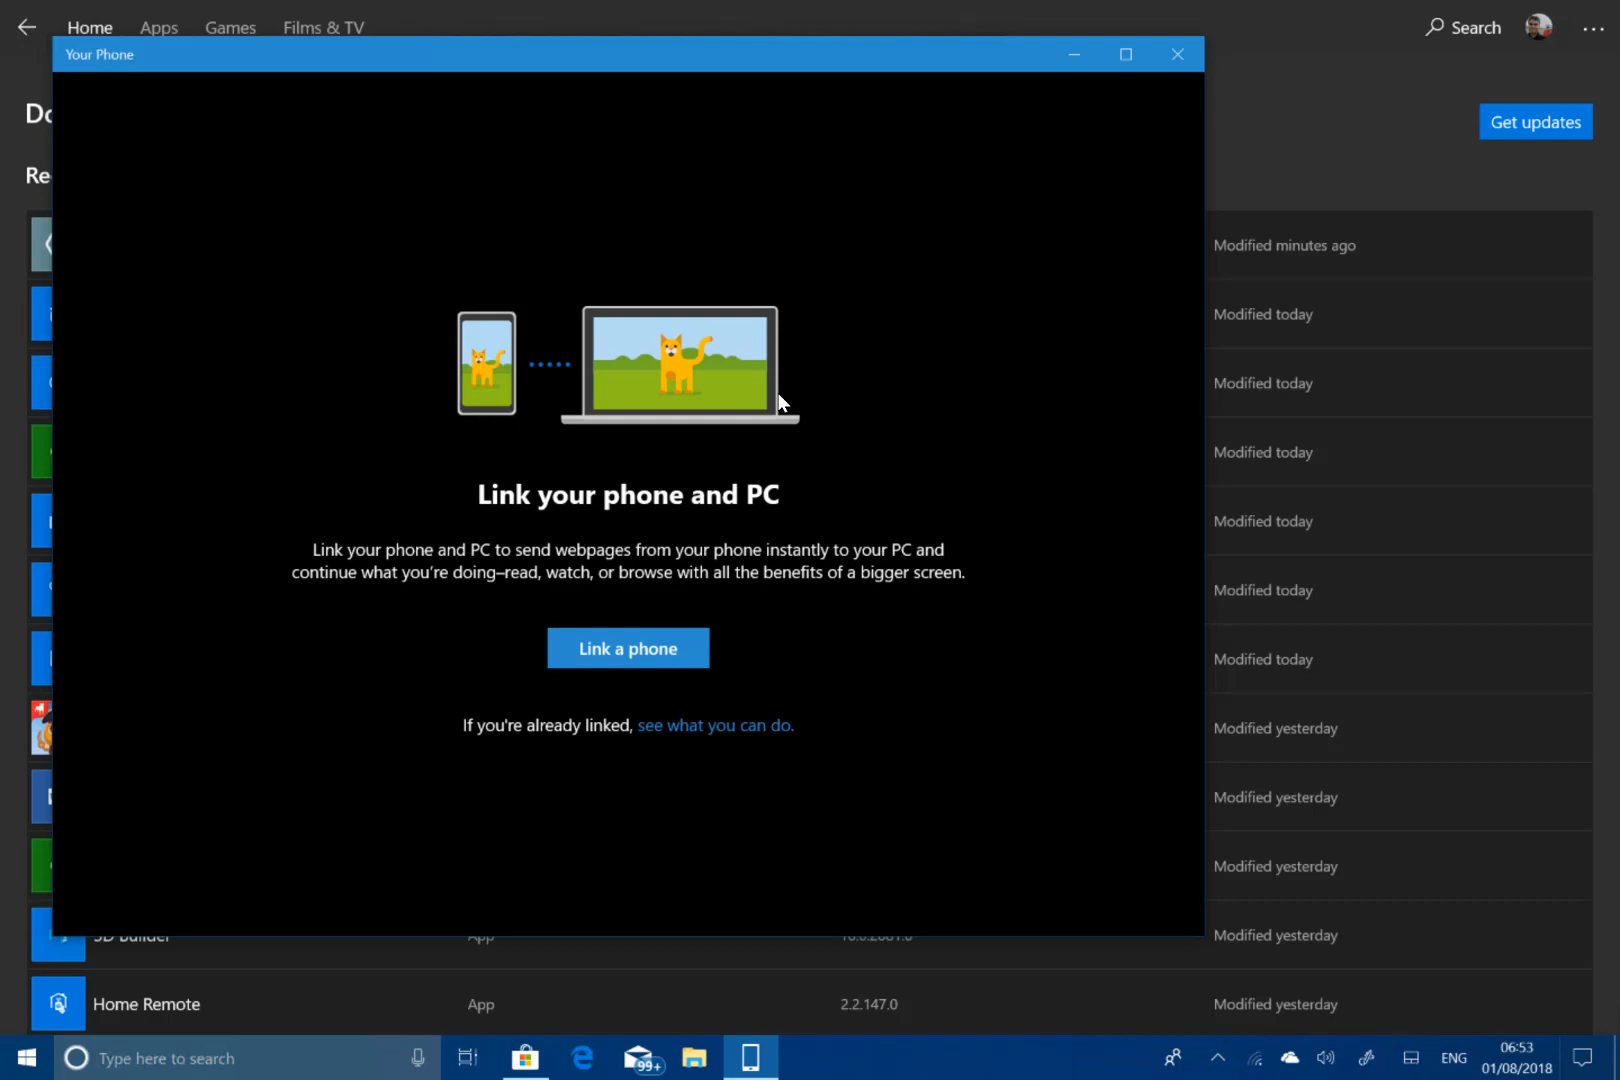 Home Apps Games Films & TV
Search
Your Phone
Get updates
Modified minutes ago
Modified today
Modified today
Modified today
Modified today
Modified today
Modified today
Modified yesterday
Modified yesterday
Modified yesterday
Link your phone and PC
Link your phone and PC to send webpages from your phone instantly to your PC and
continue what you're doing–read, watch, or browse with all the benefits of a bigger screen.
Link a phone
If you're already linked, see what you can do.
3D Builder App Modified yesterday
Home Remote App 2.2.147.0 Modified yesterday
Type here to search
99+
ENG
06:53
01/08/2018